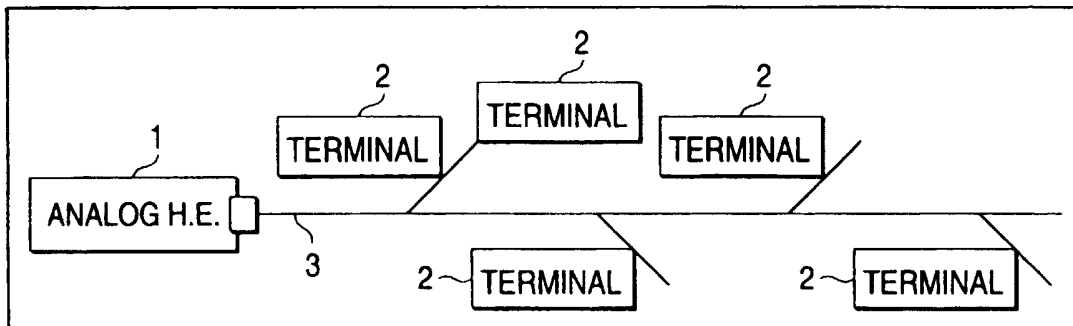 2
2 TERMINAL 2
1 TERMINAL TERMINAL
ANALOG H.E.
3
2 TERMINAL 2 TERMINAL